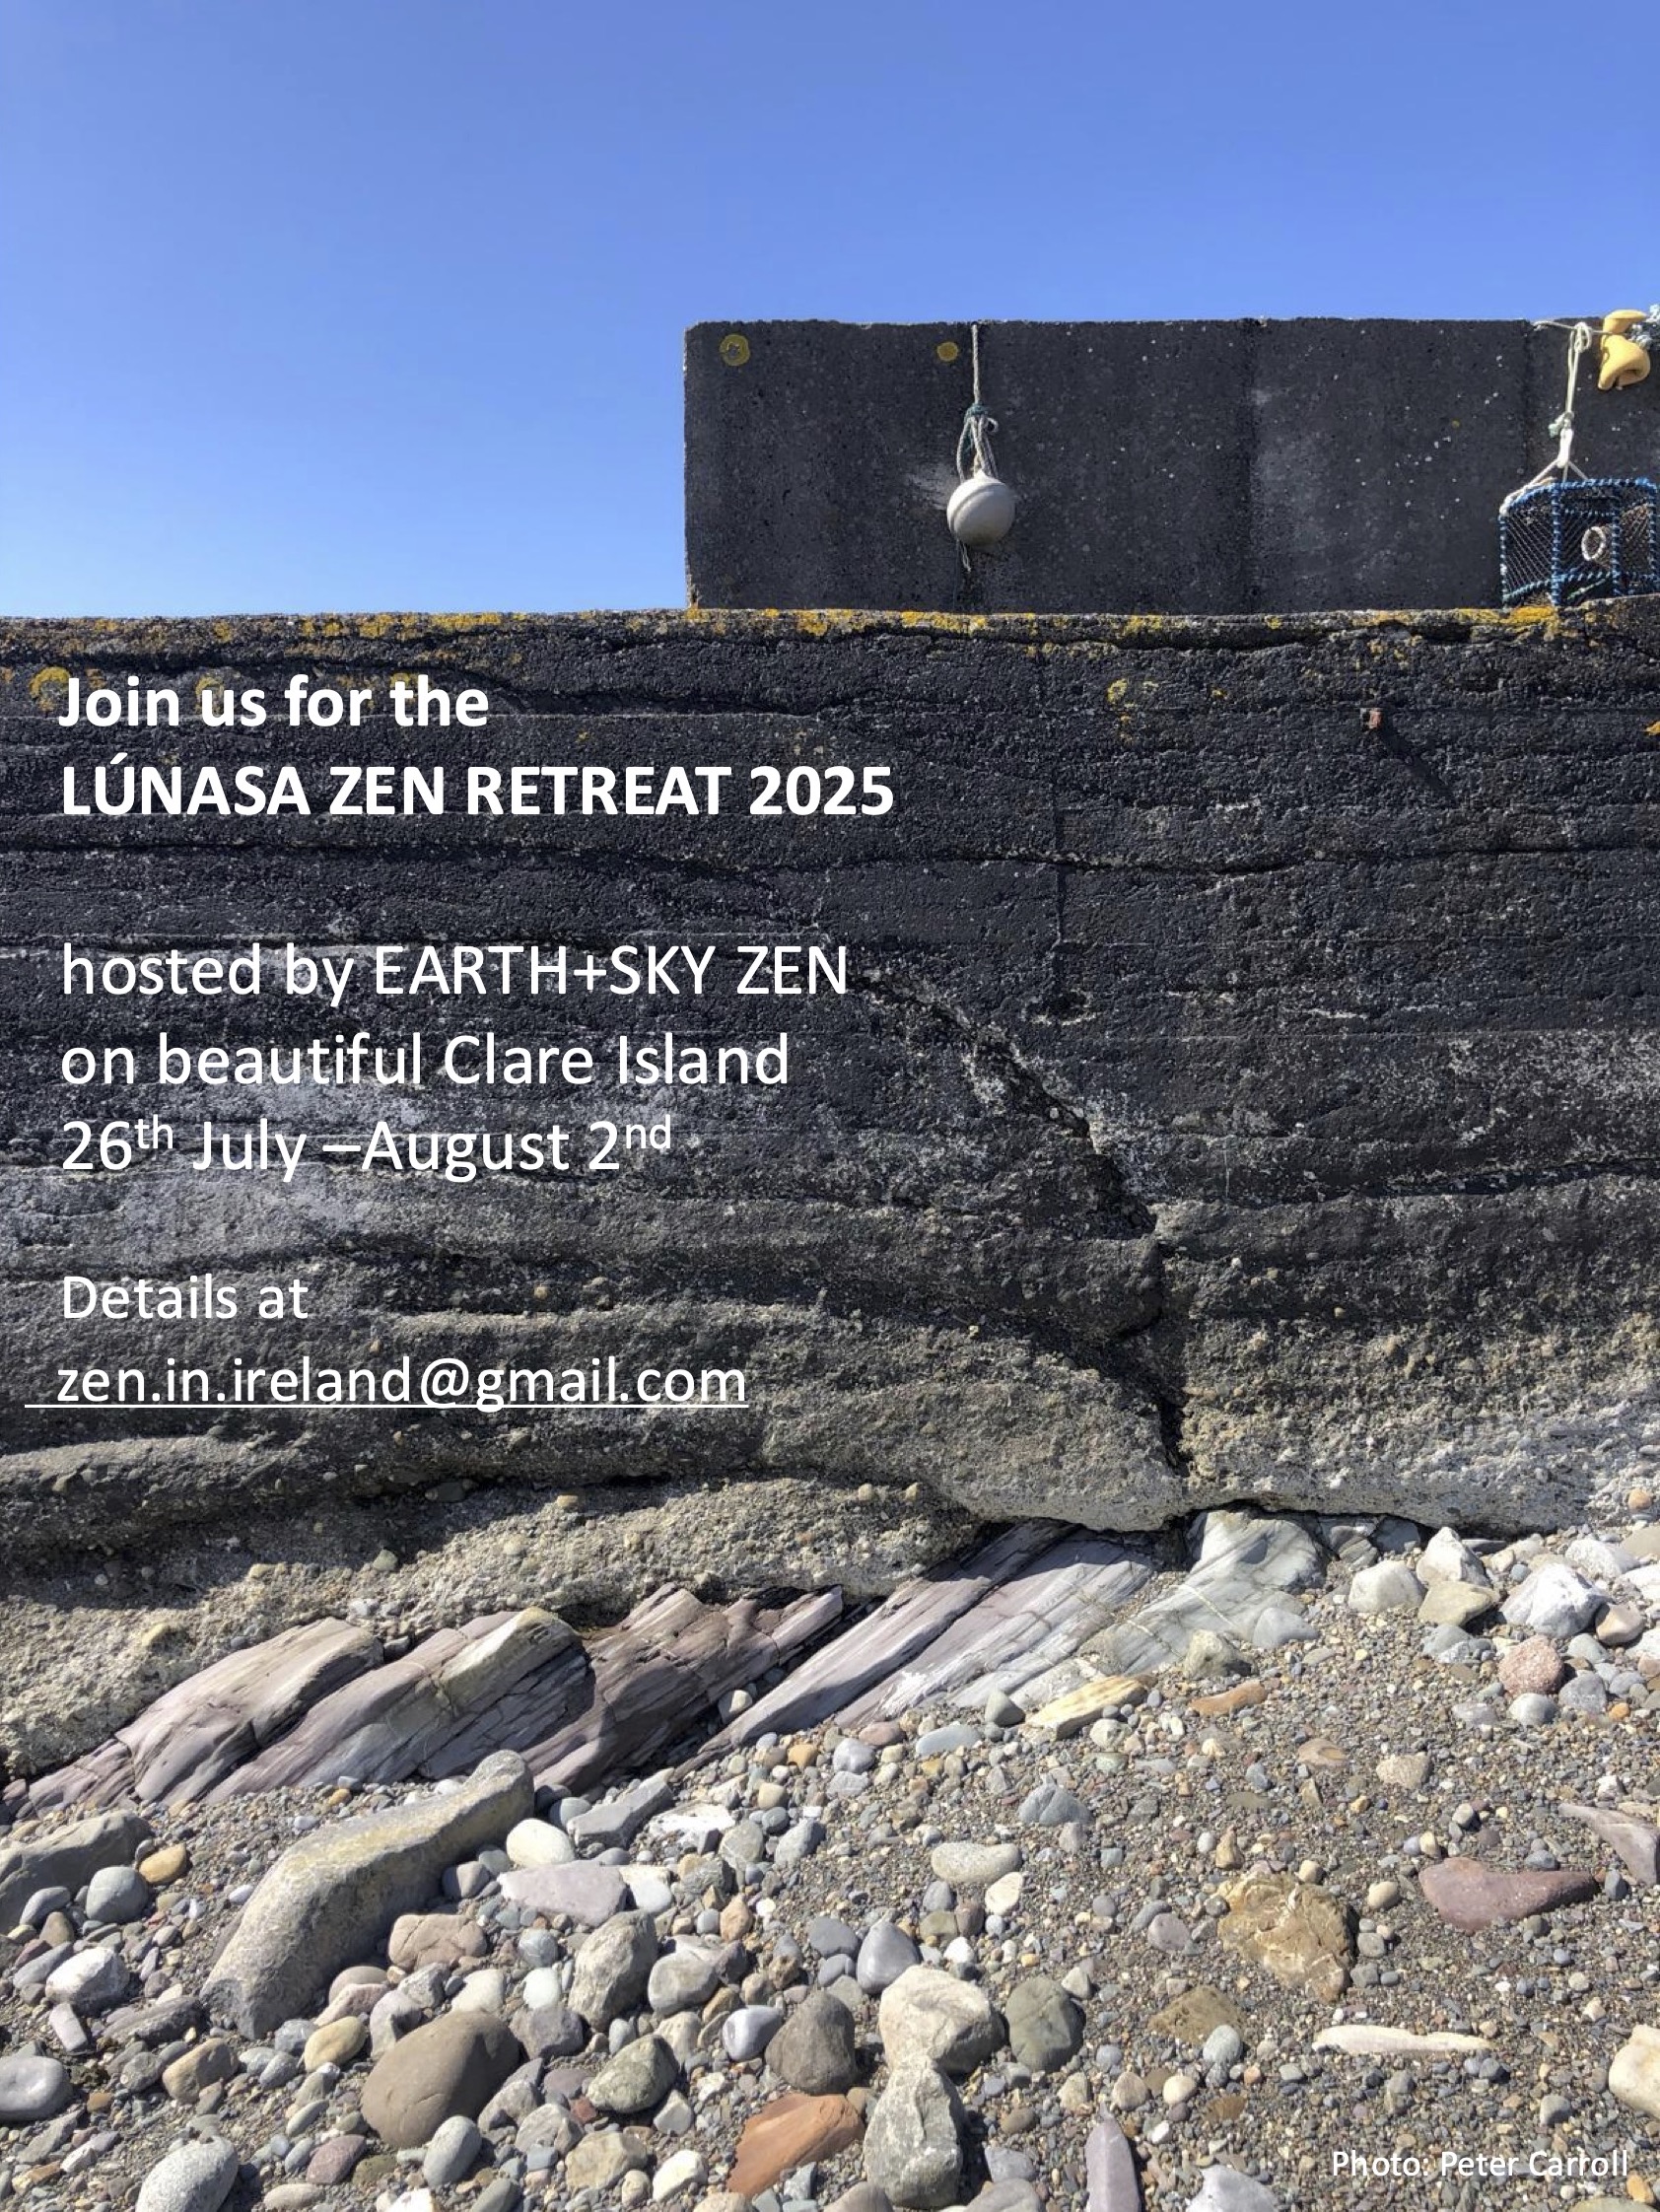 Join us for the
LÚNASA ZEN RETREAT 2025
hosted by EARTH+SKY ZEN
on beautiful Clare Island
26th July –August 2nd
Details at
zen.in.ireland@gmail.com
Photo: Peter Carroll